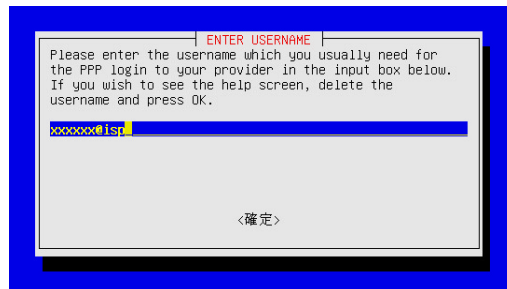 ENTER USERNAME
Please enter the username which you usually need for
the PPP login to your provider in the input box below.
If you wish to see the help screen, delete the
username and press OK.
xxxxxx@isp
<確定>